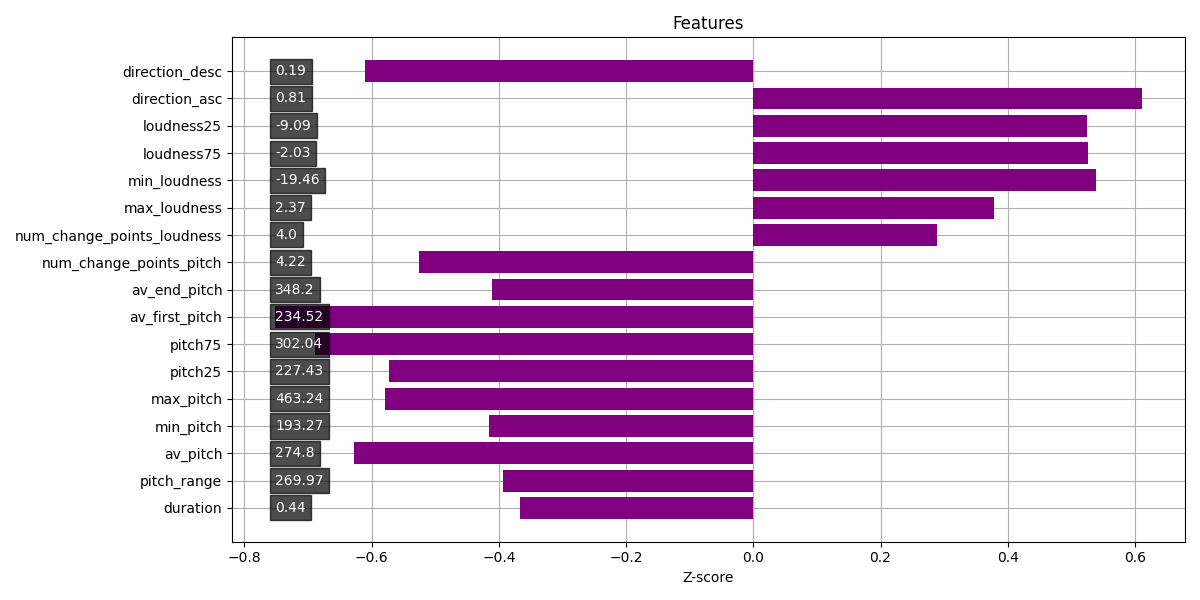 Features
direction_desc 0.19
direction_asc 0.81
loudness25 -9.09
loudness75 -2.03
min_loudness -19.46
max_loudness 2.37
num_change_points_loudness 4.0
num_change_points_pitch 4.22
av_end_pitch 348.2
av_first_pitch 234.52
pitch75 302.04
pitch25 227.43
max_pitch 463.24
min_pitch 193.27
av_pitch 274.8
pitch_range 269.97
duration 0.44
−0.8 −0.6 −0.4 −0.2 0.0 0.2 0.4 0.6
Z-score